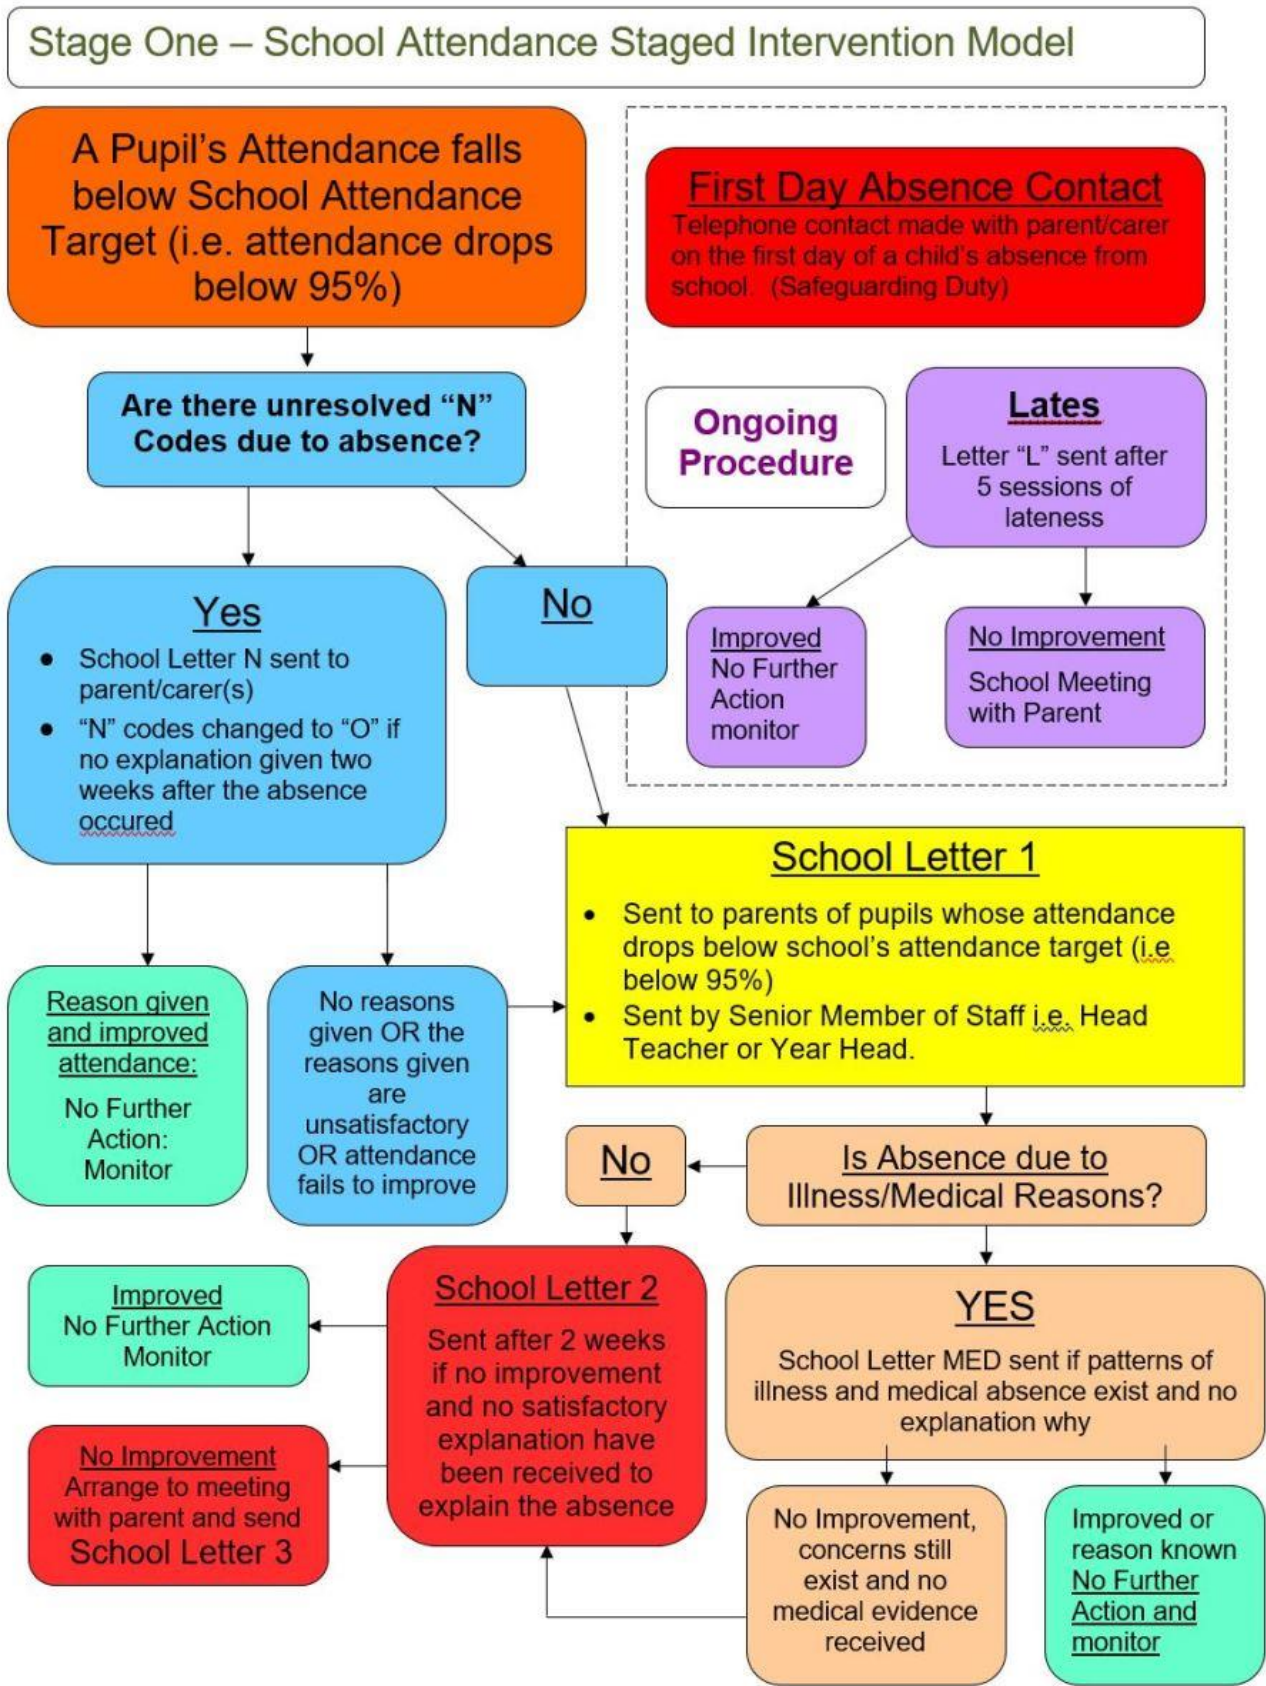 Stage One – School Attendance Staged Intervention Model
A Pupil’s Attendance falls
below School Attendance
Target (i.e. attendance drops
below 95%)
First Day Absence Contact
Telephone contact made with parent/carer
on the first day of a child’s absence from
school.  (Safeguarding Duty)
Are there unresolved “N”
Codes due to absence?
Ongoing
Procedure
Lates
Letter “L” sent after
5 sessions of
lateness
Yes
● School Letter N sent to
parent/carer(s)
● “N” codes changed to “O” if
no explanation given two
weeks after the absence
occured
No
Improved
No Further
Action
monitor
No Improvement
School Meeting
with Parent
School Letter 1
• Sent to parents of pupils whose attendance
drops below school’s attendance target (i.e
below 95%)
• Sent by Senior Member of Staff i.e. Head
Teacher or Year Head.
Reason given
and improved
attendance:
No Further
Action:
Monitor
No reasons
given OR the
reasons given
are
unsatisfactory
OR attendance
fails to improve
No
Is Absence due to
Illness/Medical Reasons?
Improved
No Further Action
Monitor
School Letter 2
Sent after 2 weeks
if no improvement
and no satisfactory
explanation have
been received to
explain the absence
YES
School Letter MED sent if patterns of
illness and medical absence exist and no
explanation why
No Improvement
Arrange to meeting
with parent and send
School Letter 3
No Improvement,
concerns still
exist and no
medical evidence
received
Improved or
reason known
No Further
Action and
monitor